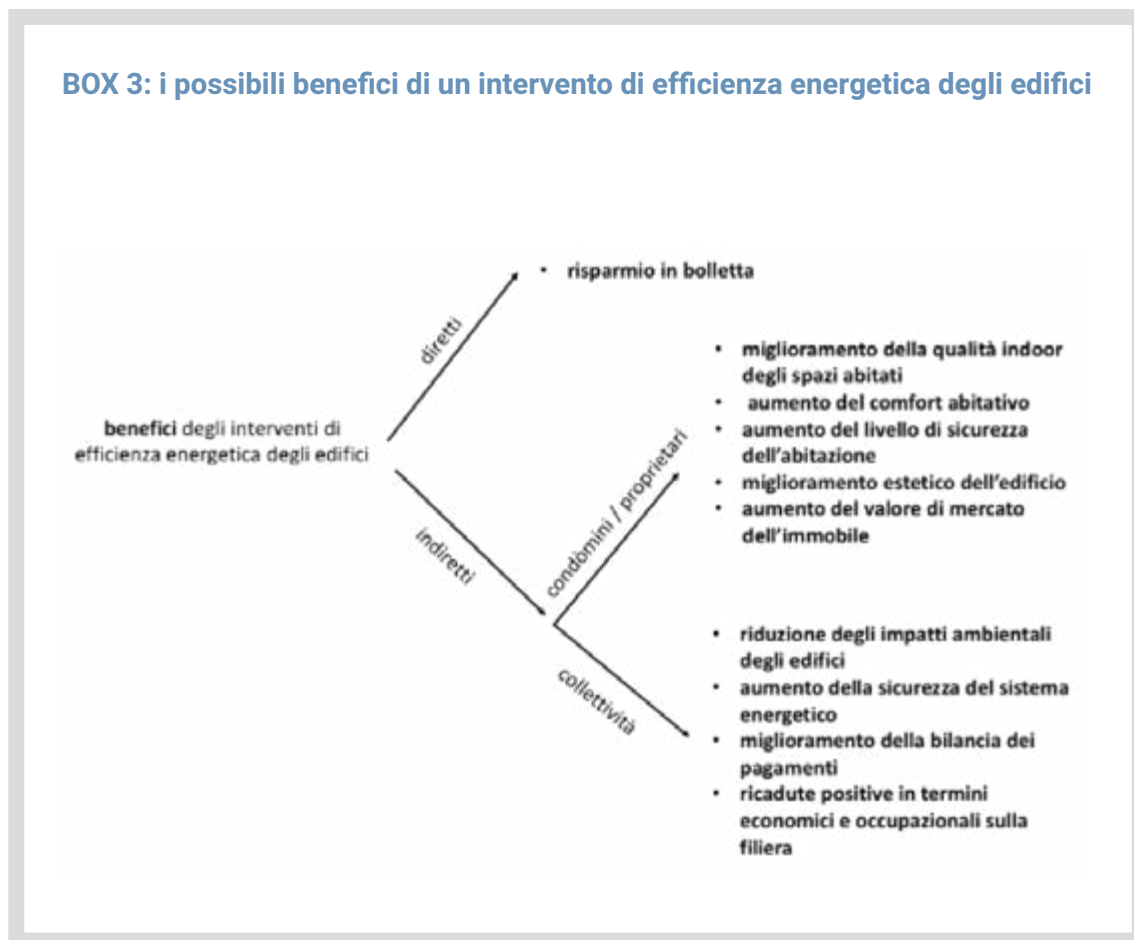 BOX 3: i possibili benefici di un intervento di efficienza energetica degli edifici
• risparmio in bolletta
diretti
benefici degli interventi di
efficienza energetica degli edifici
indiretti
condòmini / proprietari
• miglioramento della qualità indoor
degli spazi abitati
• aumento del comfort abitativo
• aumento del livello di sicurezza
dell'abitazione
• miglioramento estetico dell'edificio
• aumento del valore di mercato
dell'immobile
collettività
• riduzione degli impatti ambientali
degli edifici
• aumento della sicurezza del sistema
energetico
• miglioramento della bilancia dei
pagamenti
• ricadute positive in termini
economici e occupazionali sulla
filiera